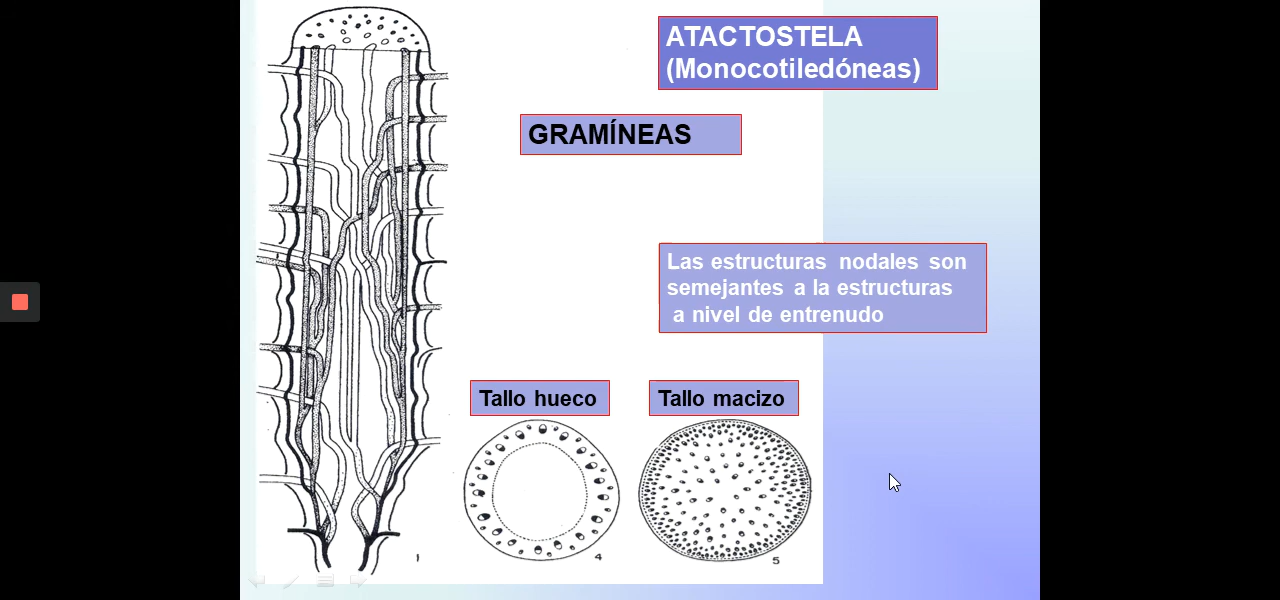 ATACTOSTELA
(Monocotiledóneas)
GRAMÍNEAS
Las estructuras nodales son
semejantes a la estructuras
a nivel de entrenudo
Tallo hueco
Tallo macizo
1
4
5